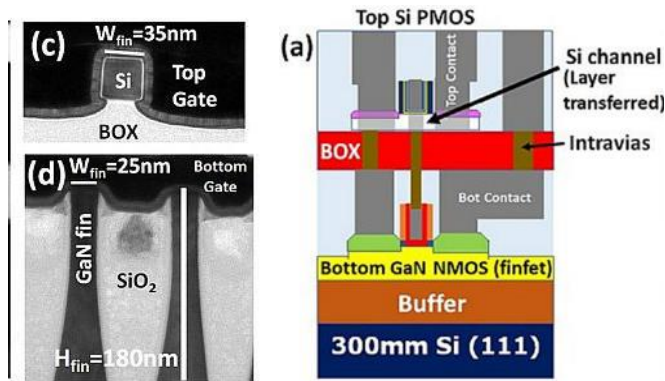 (c)
W_fin=35nm
Si
Top
Gate
BOX
(d)
W_fin=25nm
Bottom
Gate
GaN fin
SiO₂
H_fin=180nm
Top Si PMOS
(a)
Top Contact
Si channel
(Layer
transferred)
BOX
Intravias
Bot Contact
Bottom GaN NMOS (finfet)
Buffer
300mm Si (111)